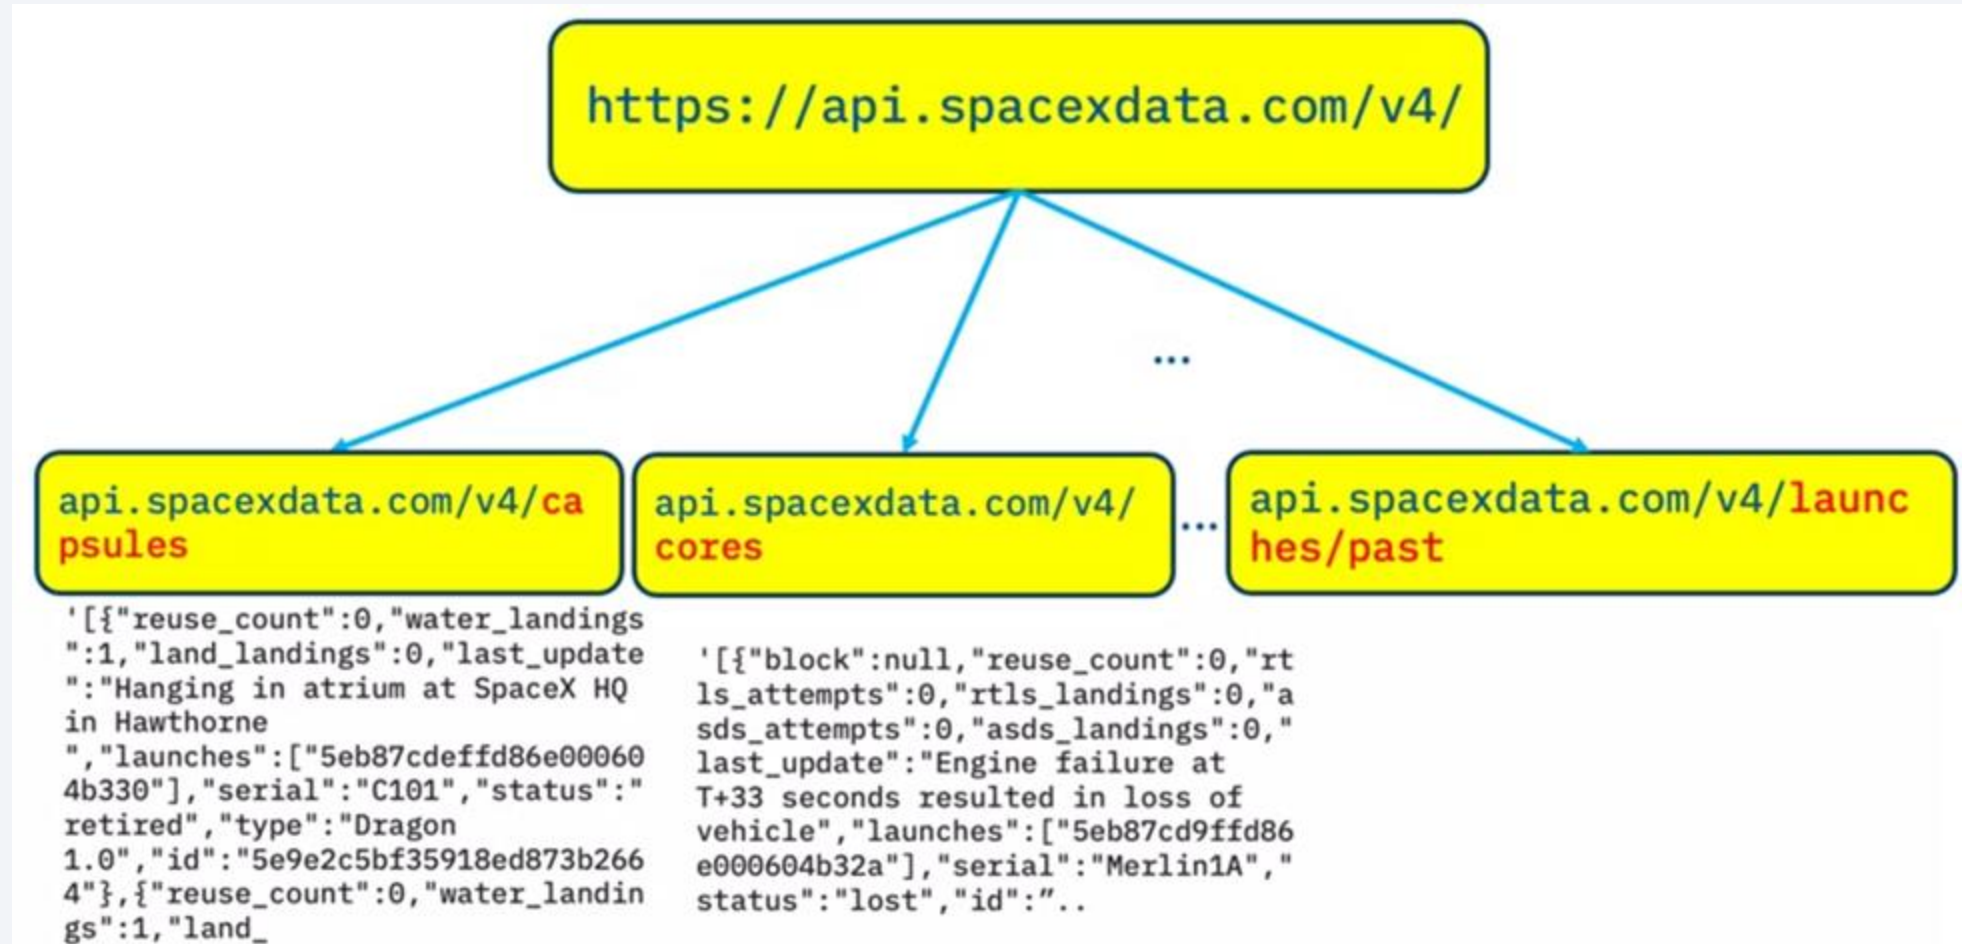 https://api.spacexdata.com/v4/
...
api.spacexdata.com/v4/ca
psules
api.spacexdata.com/v4/
cores
...
api.spacexdata.com/v4/launc
hes/past
'[{"reuse_count":0,"water_landings
":1,"land_landings":0,"last_update
":"Hanging in atrium at SpaceX HQ
in Hawthorne
","launches":["5eb87cdeffd86e00060
4b330"],"serial":"C101","status":"
retired","type":"Dragon
1.0","id":"5e9e2c5bf35918ed873b266
4"},{"reuse_count":0,"water_landin
gs":1,"land_
'[{"block":null,"reuse_count":0,"rt
ls_attempts":0,"rtls_landings":0,"a
sds_attempts":0,"asds_landings":0,"
last_update":"Engine failure at
T+33 seconds resulted in loss of
vehicle","launches":["5eb87cd9ffd86
e000604b32a"],"serial":"Merlin1A","
status":"lost","id":”..